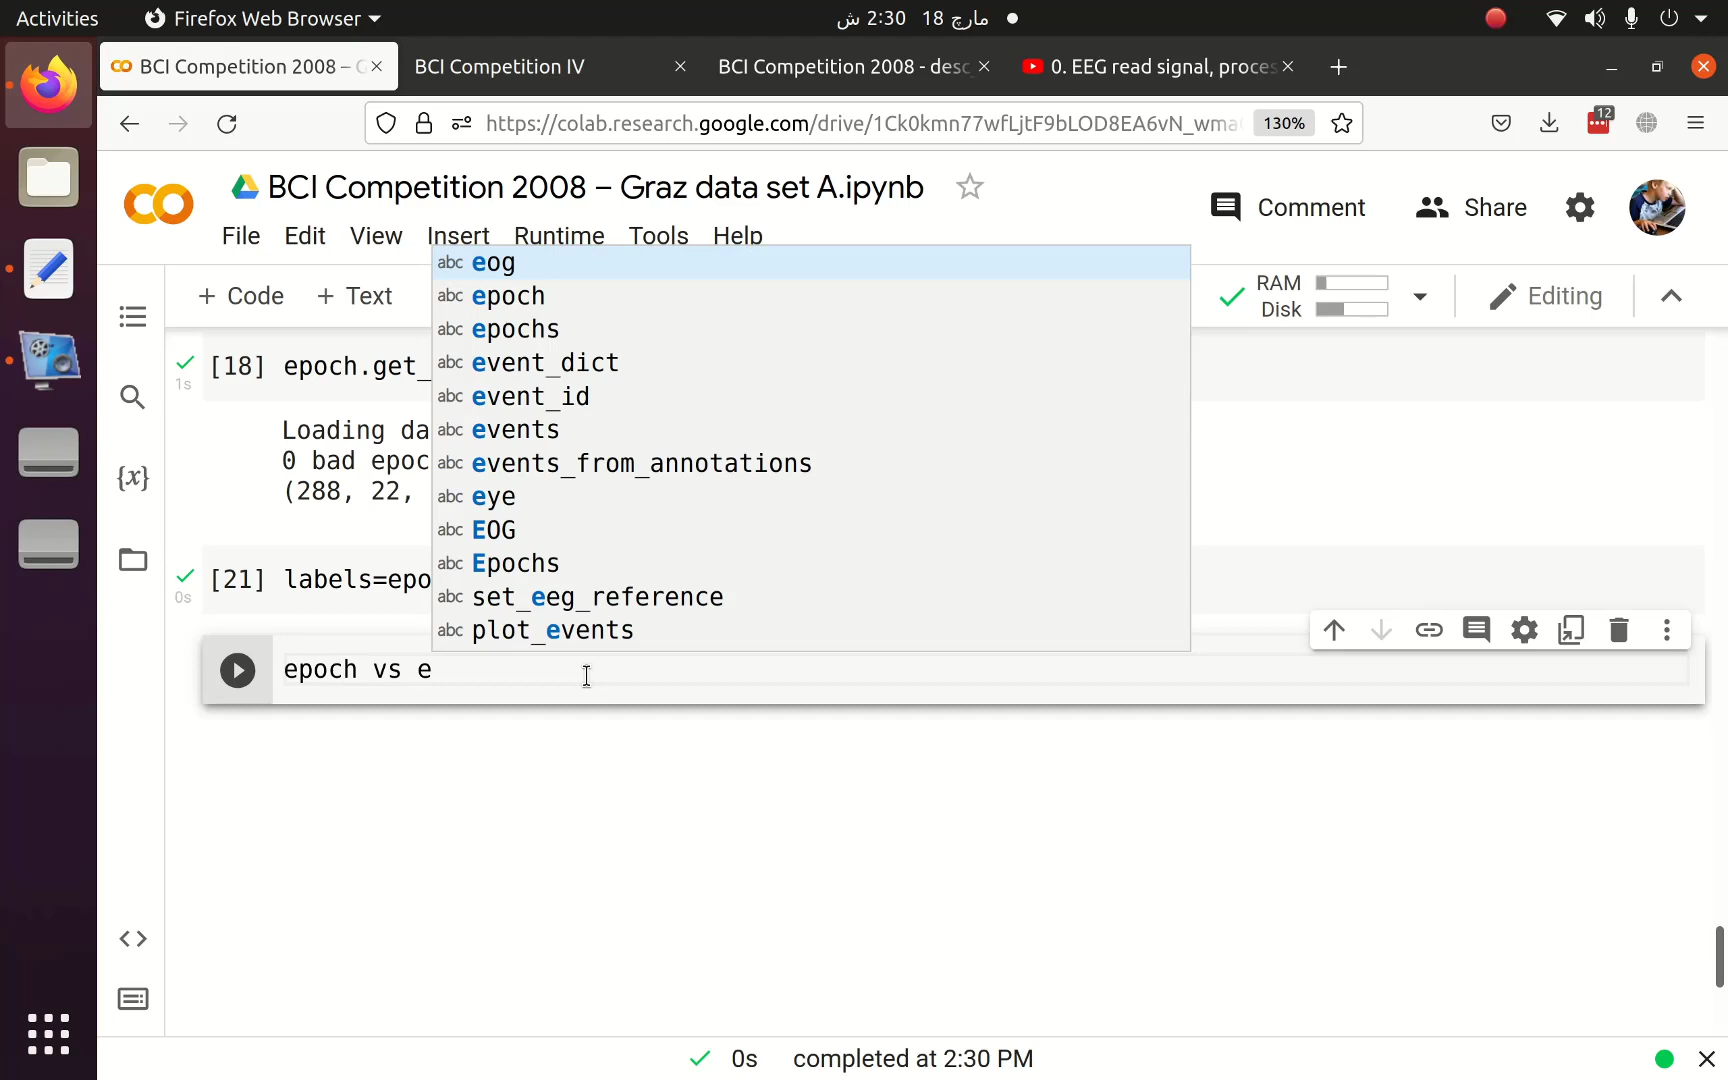 Activities
Firefox Web Browser
مارچ 18 2:30 ش
BCI Competition 2008 –
BCI Competition IV
BCI Competition 2008 - desc
0. EEG read signal, proces
https://colab.research.google.com/drive/1Ck0kmn77wfLjtF9bLOD8EA6vN_wma
130%
12
BCI Competition 2008 – Graz data set A.ipynb
Comment
Share
File Edit View Insert Runtime Tools Help
+ Code + Text
RAM
Disk
Editing
abc eog
abc epoch
abc epochs
abc event_dict
abc event_id
abc events
abc events_from_annotations
abc eye
abc EOG
abc Epochs
abc set_eeg_reference
abc plot_events
{x}
[18] epoch.get_
1s
Loading da
0 bad epoc
(288, 22,
[21] labels=epo
0s
epoch vs e
0s completed at 2:30 PM